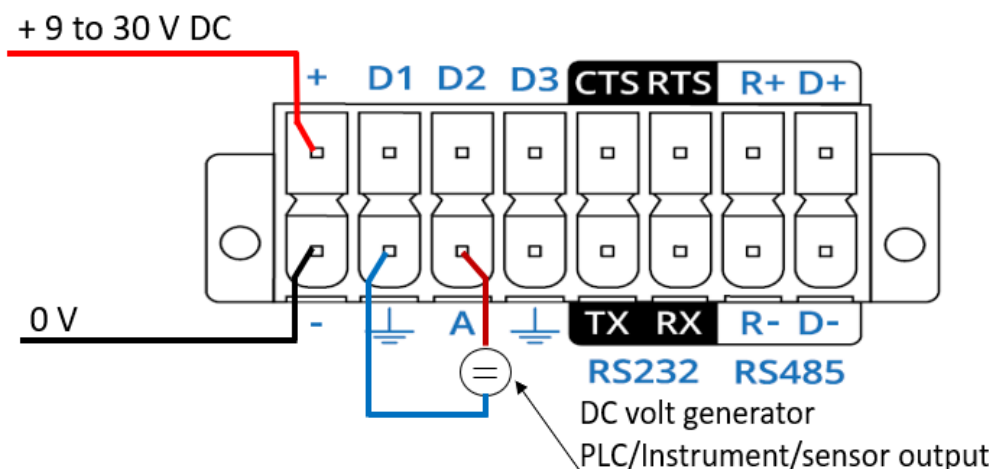 + 9 to 30 V DC
+ D1 D2 D3 CTS RTS R+ D+
0 V
- A TX RX R- D-
RS232 RS485
DC volt generator
PLC/Instrument/sensor output